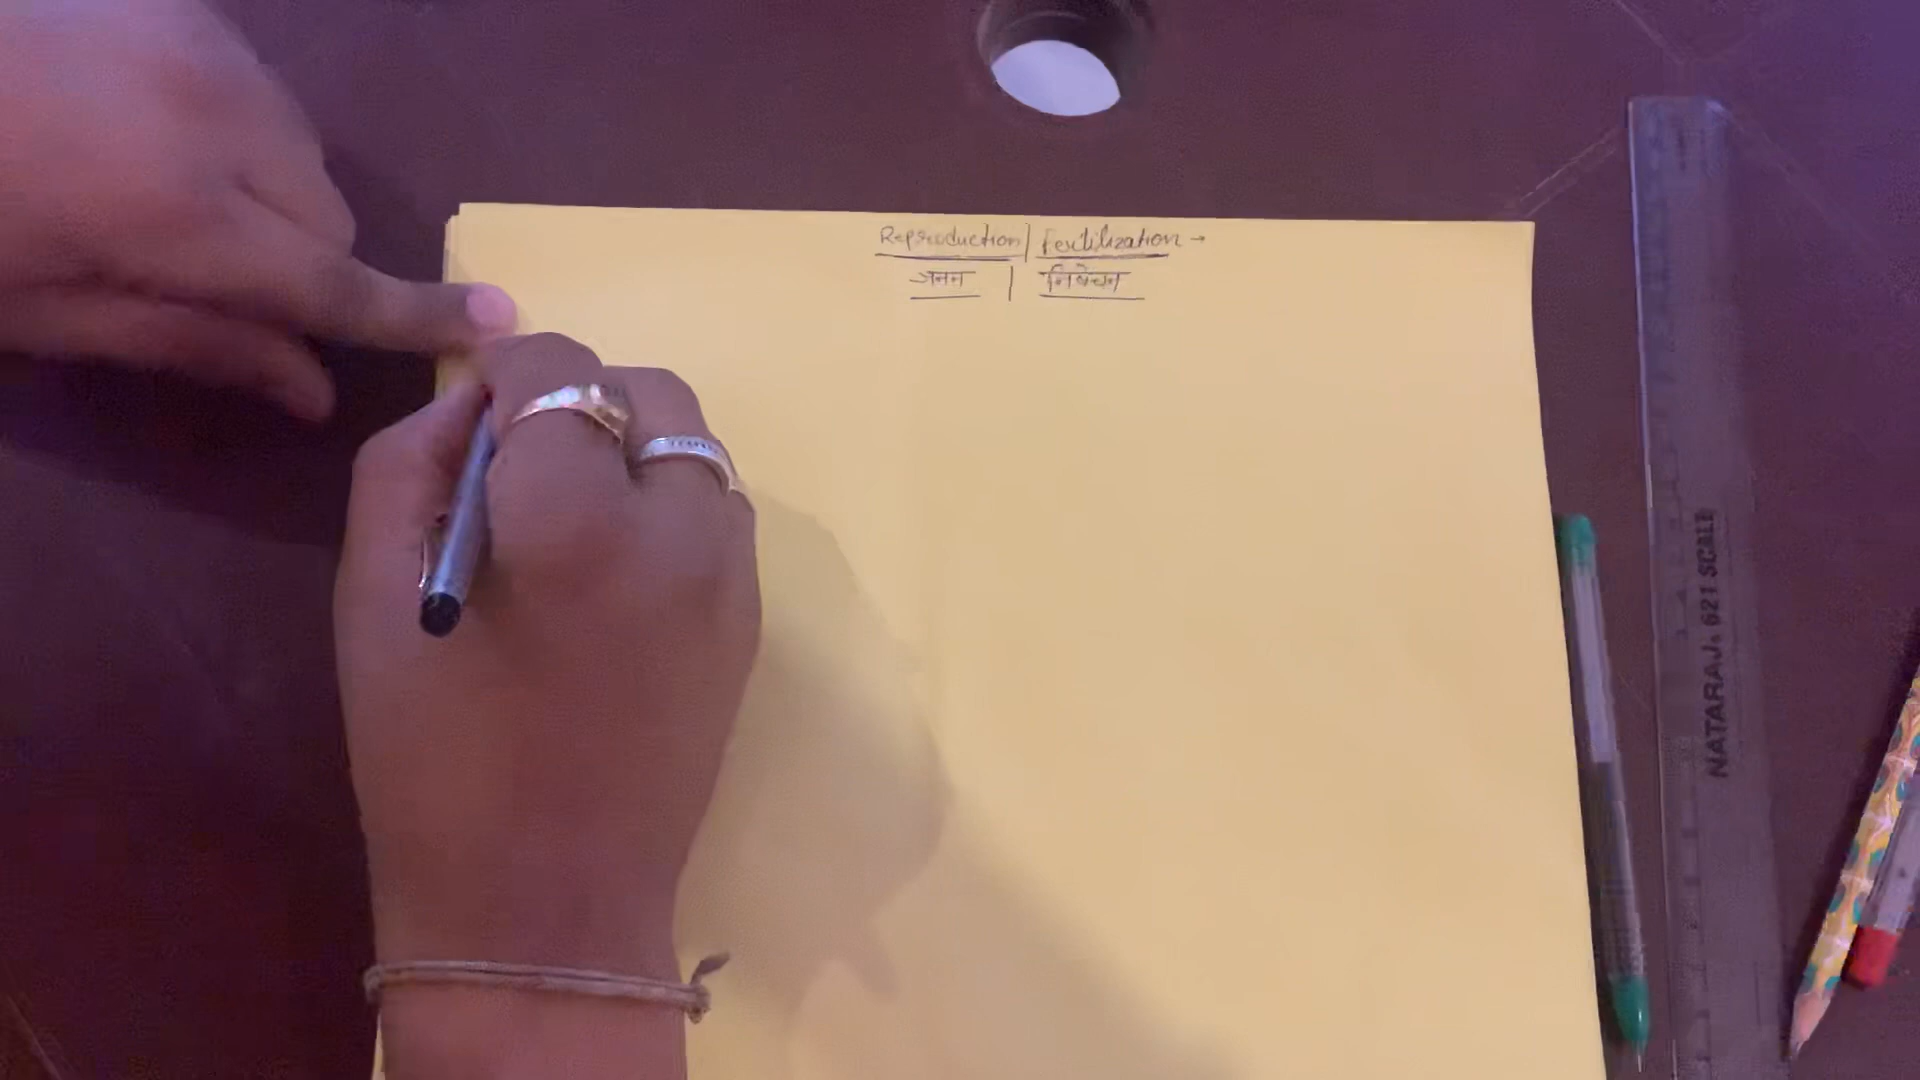 Reproduction | Fertilization →
जनन | निषेचन
NATARAJ. 621 SCALE